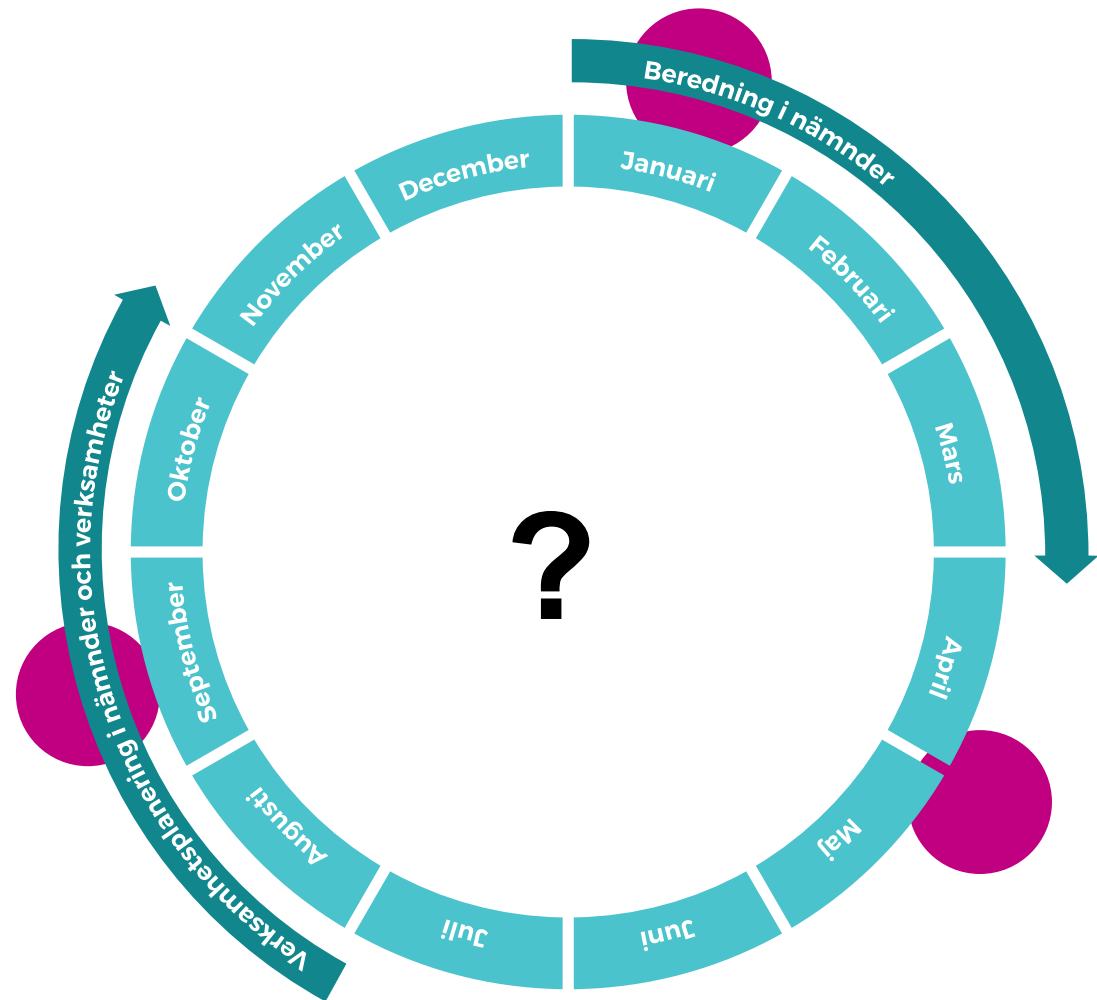 Beredning i nämnder
Januari
Februari
Mars
April
Maj
Juni
Juli
Augusti
September
Oktober
November
December
Verksamhetsplanering i nämnder och verksamheter
?